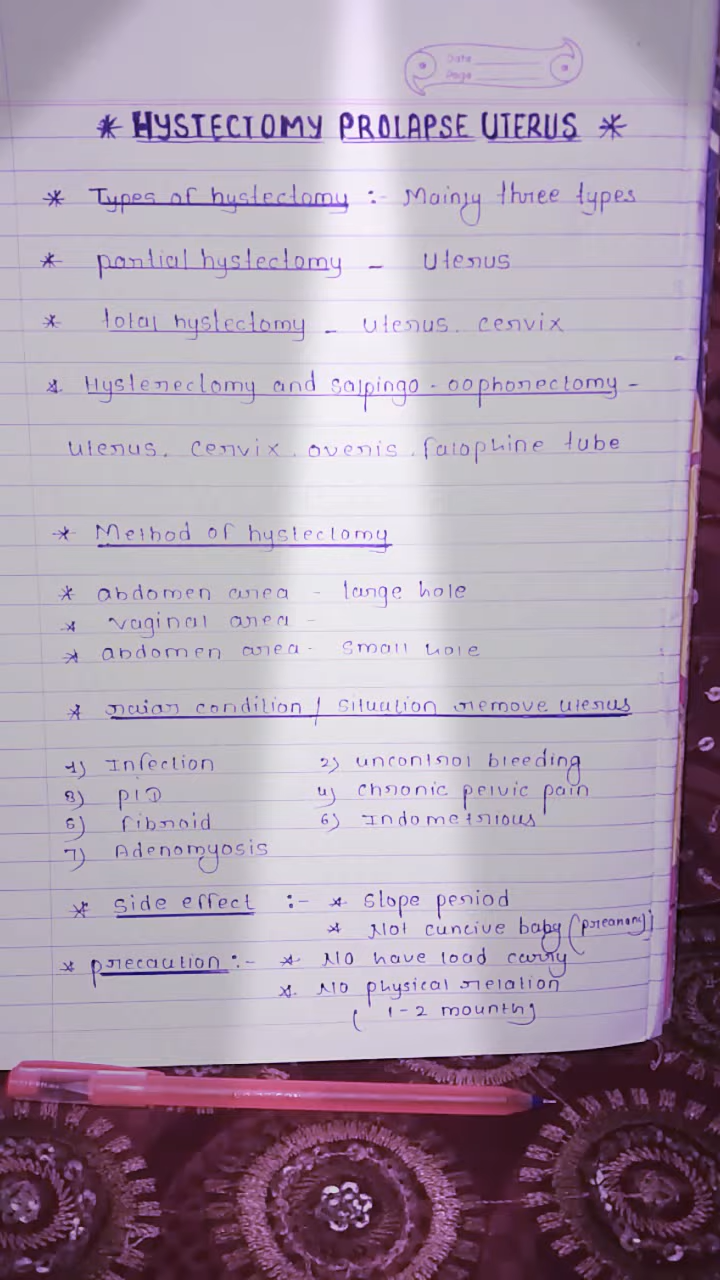 Date
Page
* HYSTECTOMY PROLAPSE UTERUS *
* Types of hystectomy :- Mainly three types
* partial hystectomy - Uterus
* total hystectomy - uterus. cervix
* Hysterectomy and salpingo-oophorectomy -
uterus. cervix. overis. falophine tube
* Method of hystectomy
* abdomen area - large hole
* vaginal area -
* abdomen area - small hole
* condition / situation remove uterus
1) Infection 2) uncontrol bleeding
3) PID 4) chronic pelvic pain
5) fibroid 6) Indometrious
7) Adenomyosis
* side effect :- * slope period
* Not cuncive baby
* precaution :- * NO have load carry
* NO physical relation
( 1-2 mounth)